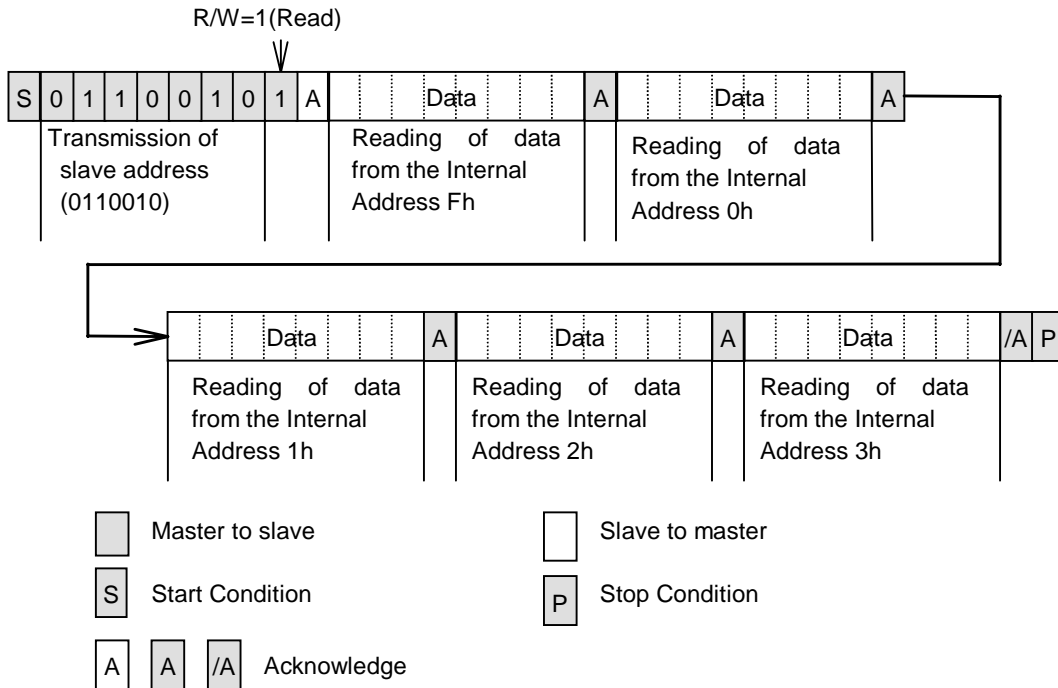 R/W=1(Read)
S 0 1 1 0 0 1 0 1 A Data A Data A
Transmission of
slave address
(0110010)
Reading of data
from the Internal
Address Fh
Reading of data
from the Internal
Address 0h
Data A Data A Data /A P
Reading of data
from the Internal
Address 1h
Reading of data
from the Internal
Address 2h
Reading of data
from the Internal
Address 3h
Master to slave
Slave to master
S Start Condition
P Stop Condition
A A /A Acknowledge